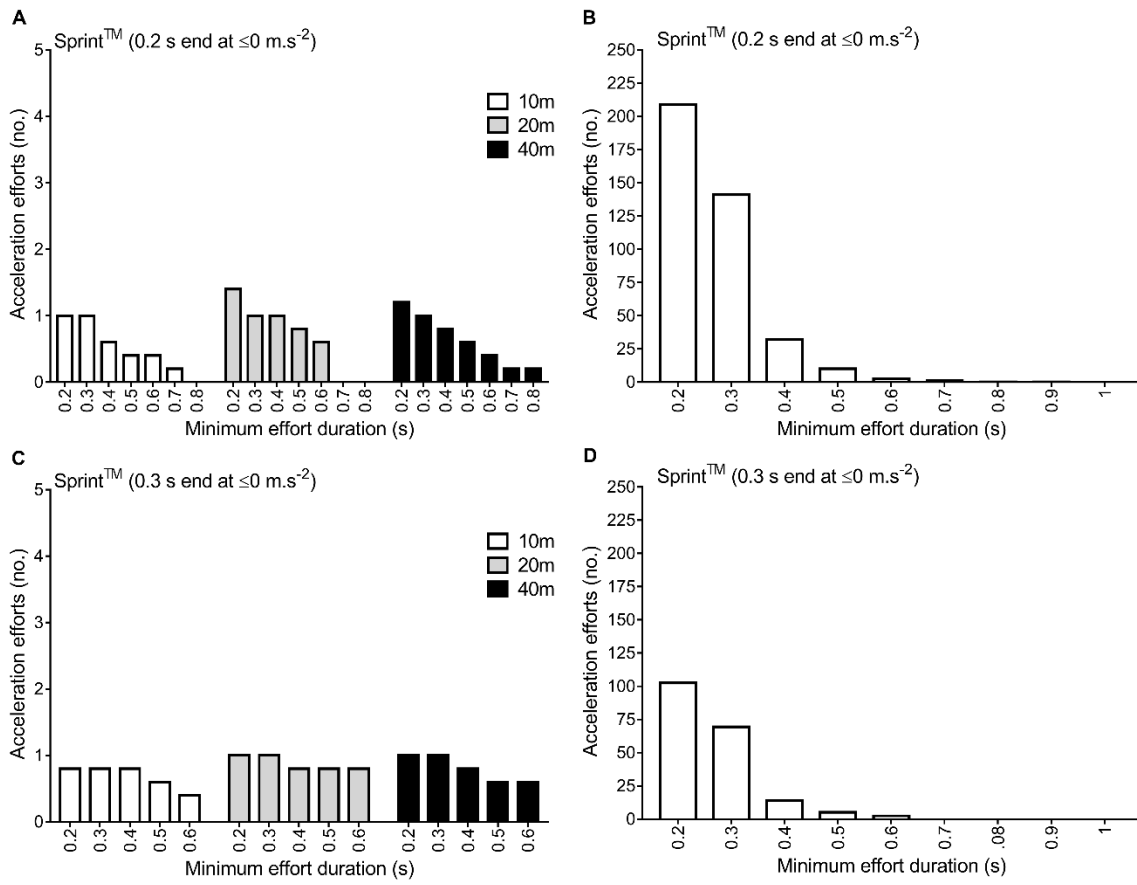 A
Sprint™ (0.2 s end at ≤0 m.s-2)
Acceleration efforts (no.)
5
4
3
2
1
0
10m
20m
40m
0.2 0.3 0.4 0.5 0.6 0.7 0.8 0.2 0.3 0.4 0.5 0.6 0.7 0.8 0.2 0.3 0.4 0.5 0.6 0.7 0.8
Minimum effort duration (s)
B
Sprint™ (0.2 s end at ≤0 m.s-2)
Acceleration efforts (no.)
250
225
200
175
150
125
100
75
50
25
0
0.2 0.3 0.4 0.5 0.6 0.7 0.8 0.9 1
Minimum effort duration (s)
C
Sprint™ (0.3 s end at ≤0 m.s-2)
Acceleration efforts (no.)
5
4
3
2
1
0
10m
20m
40m
0.2 0.3 0.4 0.5 0.6 0.2 0.3 0.4 0.5 0.6 0.2 0.3 0.4 0.5 0.6
Minimum effort duration (s)
D
Sprint™ (0.3 s end at ≤0 m.s-2)
Acceleration efforts (no.)
250
225
200
175
150
125
100
75
50
25
0
0.2 0.3 0.4 0.5 0.6 0.7 .08 0.9 1
Minimum effort duration (s)